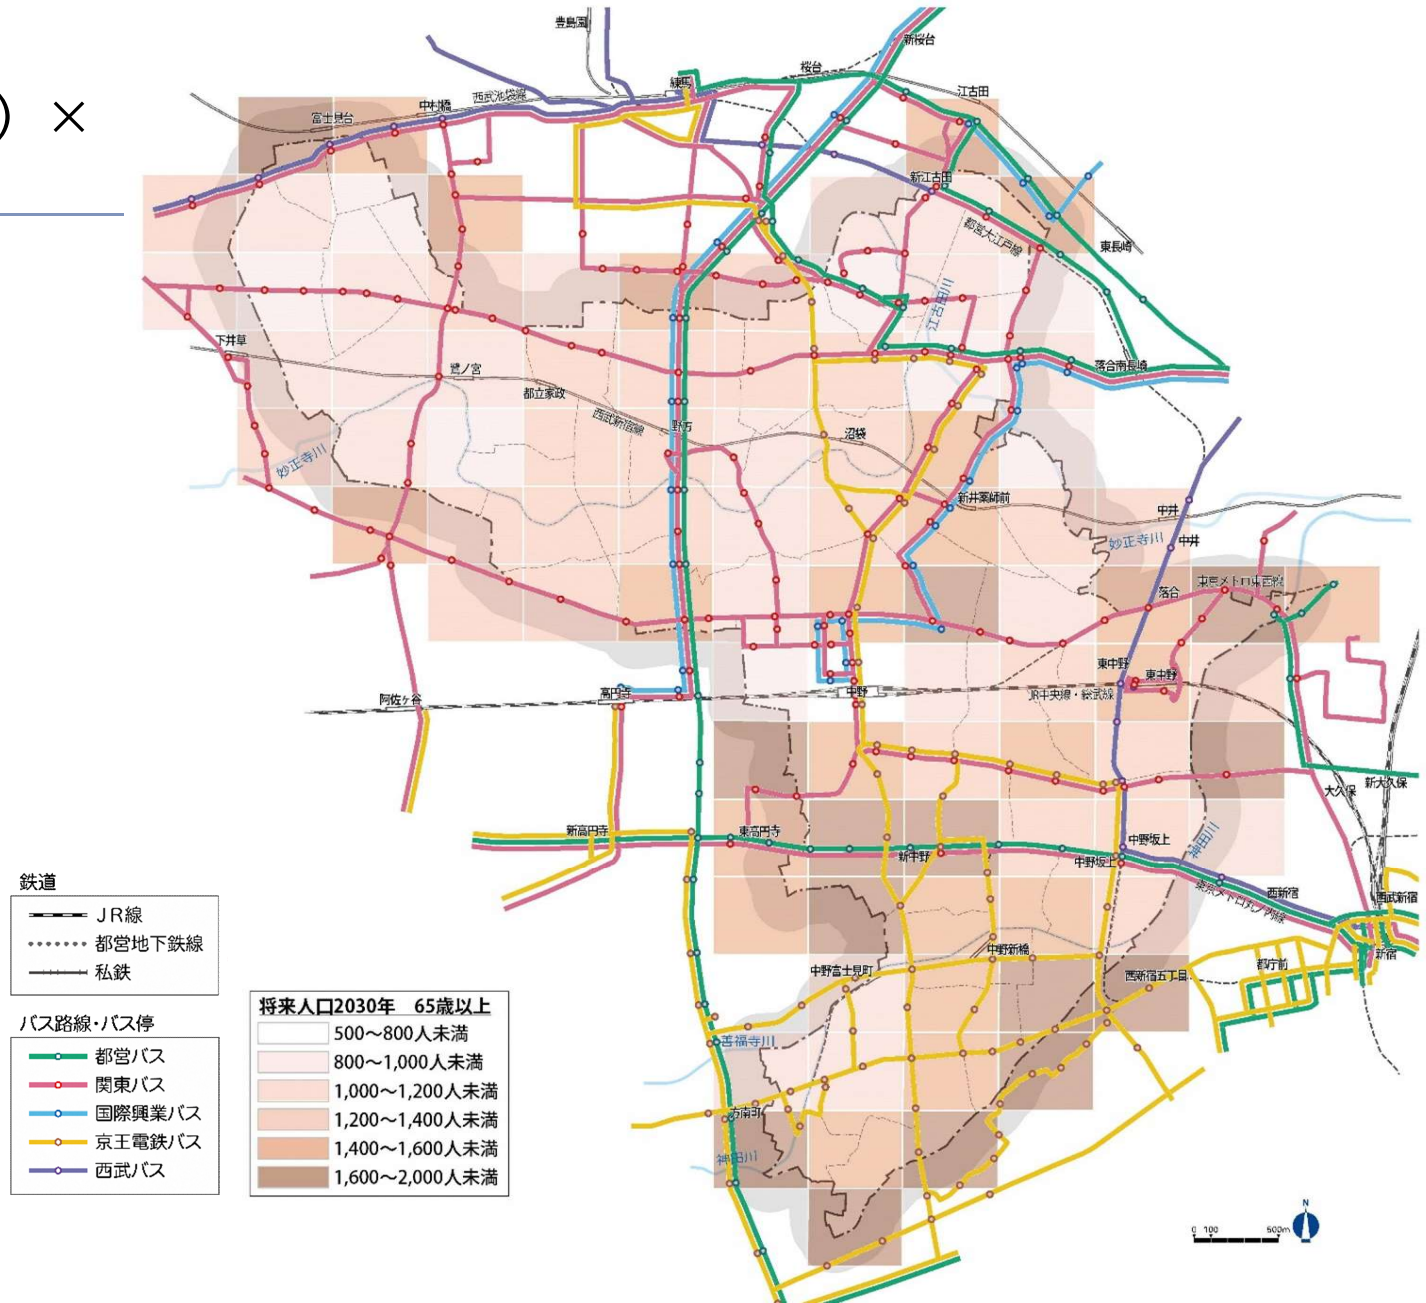 ) ×
豊島園
新桜台
桜台
練馬
江古田
西武池袋線
中村橋
富士見台
新江古田
都営大江戸線
東長崎
江古田川
下井草
鷺ノ宮
落合南長崎
都立家政
西武新宿線
野方
沼袋
妙正寺川
新井薬師前
中井
妙正寺川
中井
東京メトロ東西線
落合
東中野
東中野
阿佐ヶ谷
高円寺
中野
JR中央線・総武線
大久保
新大久保
新高円寺
東高円寺
新中野
中野坂上
中野坂上
神田川
西新宿
東京メトロ丸ノ内線
西武新宿
新宿
中野新橋
中野富士見町
西新宿五丁目
都庁前
善福寺川
方南町
神田川
鉄道
JR線
都営地下鉄線
私鉄
バス路線・バス停
都営バス
関東バス
国際興業バス
京王電鉄バス
西武バス
将来人口2030年 65歳以上
500～800人未満
800～1,000人未満
1,000～1,200人未満
1,200～1,400人未満
1,400～1,600人未満
1,600～2,000人未満
N
0 100 500m